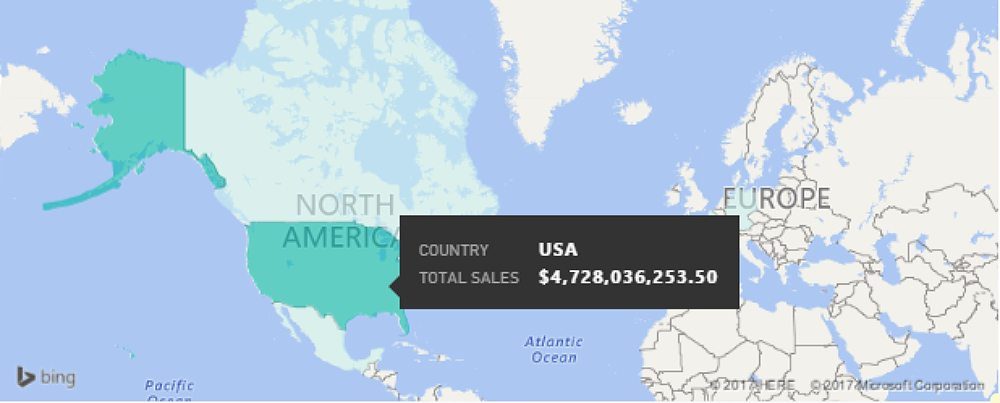 NORTH
AMERICA
EUROPE
COUNTRY USA
TOTAL SALES $4,728,036,253.50
Atlantic
Ocean
Pacific
Ocean
bing
© 2017 HERE © 2017 Microsoft Corporation